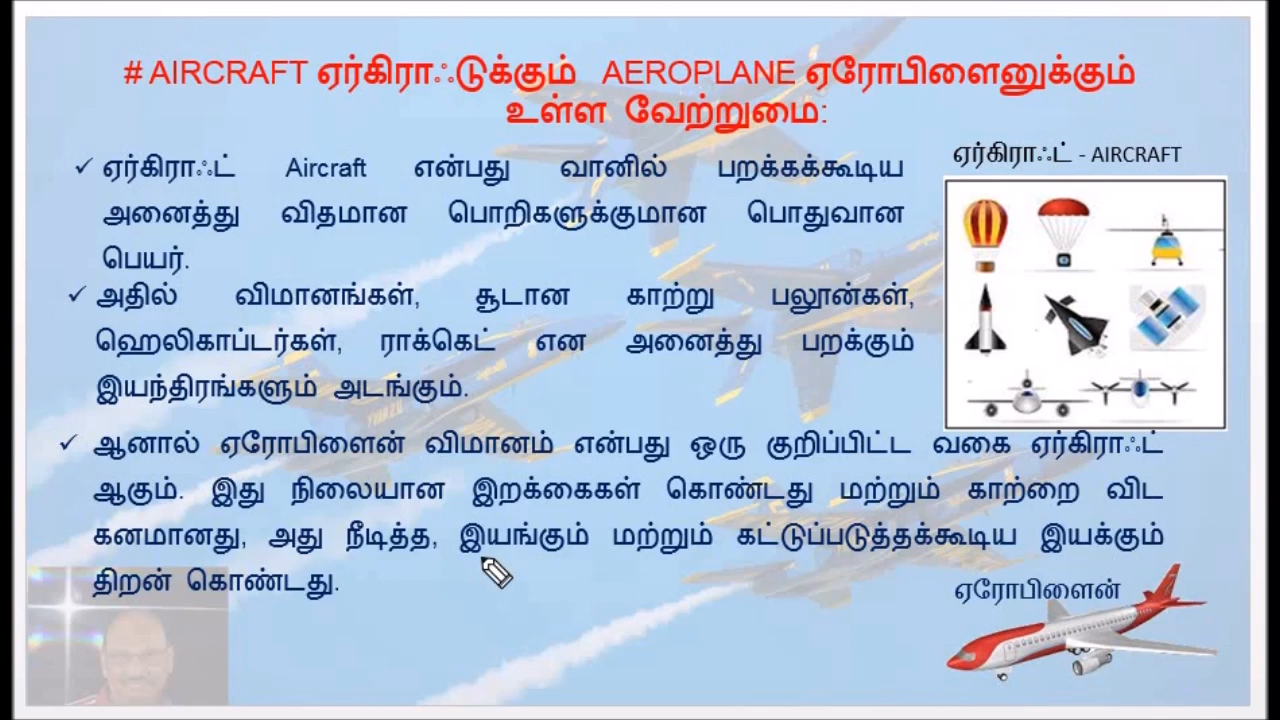 # AIRCRAFT ஏர்கிராஃடுக்கும் AEROPLANE ஏரோபிளைனுக்கும்
உள்ள வேற்றுமை:
ஏர்கிராஃட் Aircraft என்பது வானில் பறக்கக்கூடிய
அனைத்து விதமான பொறிகளுக்குமான பொதுவான
பெயர்.
அதில் விமானங்கள், சூடான காற்று பலூன்கள்,
ஹெலிகாப்டர்கள், ராக்கெட் என அனைத்து பறக்கும்
இயந்திரங்களும் அடங்கும்.
ஏர்கிராஃட் - AIRCRAFT
ஆனால் ஏரோபிளைன் விமானம் என்பது ஒரு குறிப்பிட்ட வகை ஏர்கிராஃட்
ஆகும். இது நிலையான இறக்கைகள் கொண்டது மற்றும் காற்றை விட
கனமானது, அது நீடித்த, இயங்கும் மற்றும் கட்டுப்படுத்தக்கூடிய இயக்கும்
திறன் கொண்டது.
ஏரோபிளைன்